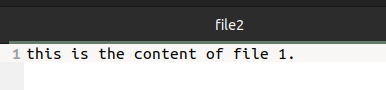 file2
1 this is the content of file 1.